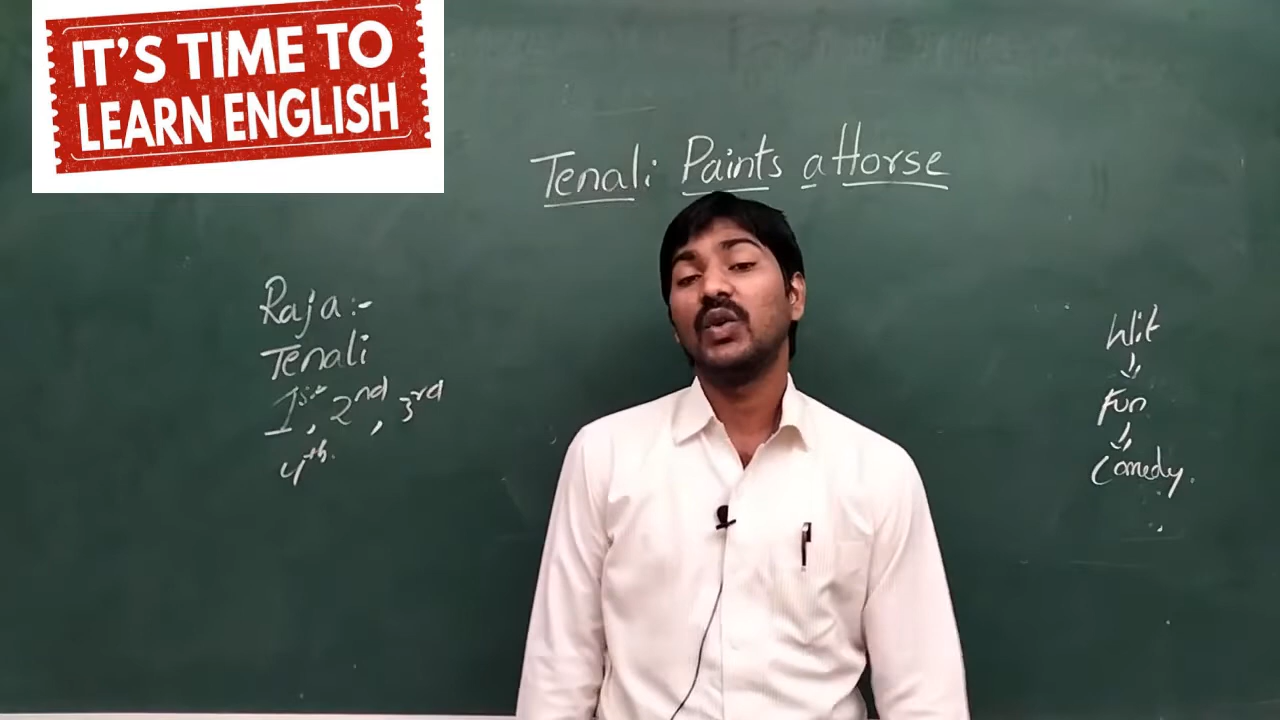 IT'S TIME TO
LEARN ENGLISH
Tenali Paints a Horse
Raja:-
Tenali
1st, 2nd, 3rd
4th.
Wit
↓
Fun
↓
Comedy.